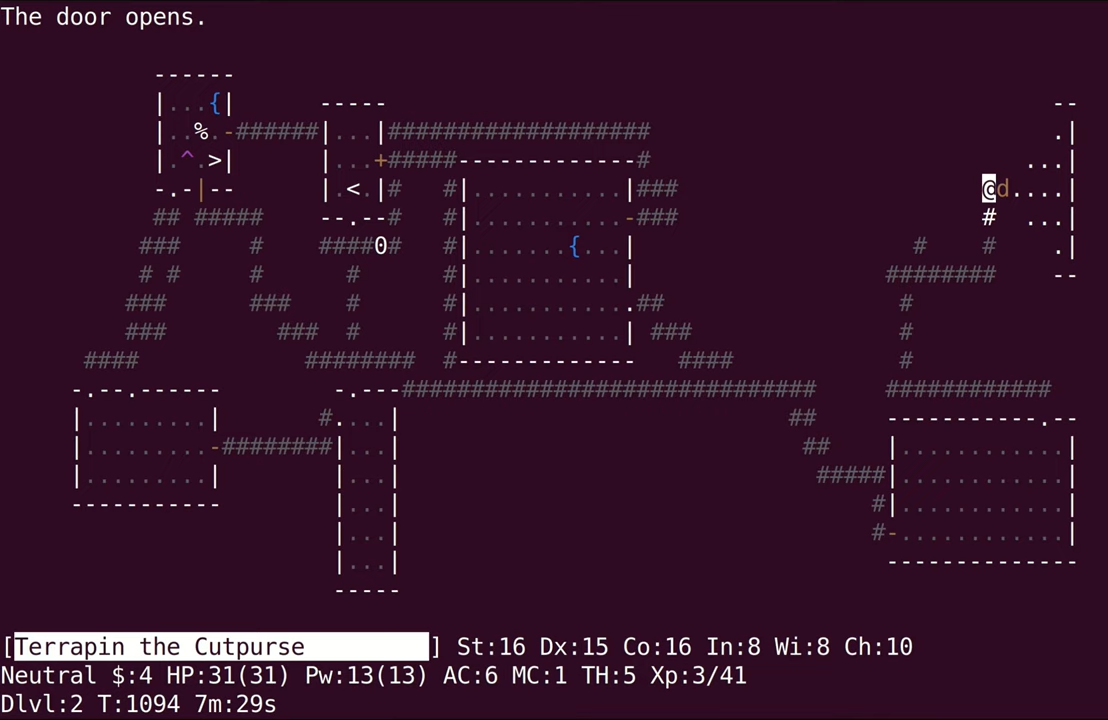 The door opens.
------
|...{| ----- --
|..%.-######|...|################## .|
|.^.>| |...+#####-------------# ...|
-.-|-- |.<.|# #|..........|### @d....|
## ##### --.--# #|..........-### # ...|
### # ####0# #|.......{..| # # .|
# # # # #|..........| ######## --
### ### # #|.............## #
### ### # #|..........| ### #
#### ######## #------------ #### #
-.--.------ -.---############################# ############
|.........| #....| ## -----------.--
|.........-########|...| ## |...........|
|.........| |...| #####|...........|
----------- |...| #|...........|
|...| #-...........|
|...| -------------
-----
[Terrapin the Cutpurse ] St:16 Dx:15 Co:16 In:8 Wi:8 Ch:10
Neutral $:4 HP:31(31) Pw:13(13) AC:6 MC:1 TH:5 Xp:3/41
Dlvl:2 T:1094 7m:29s